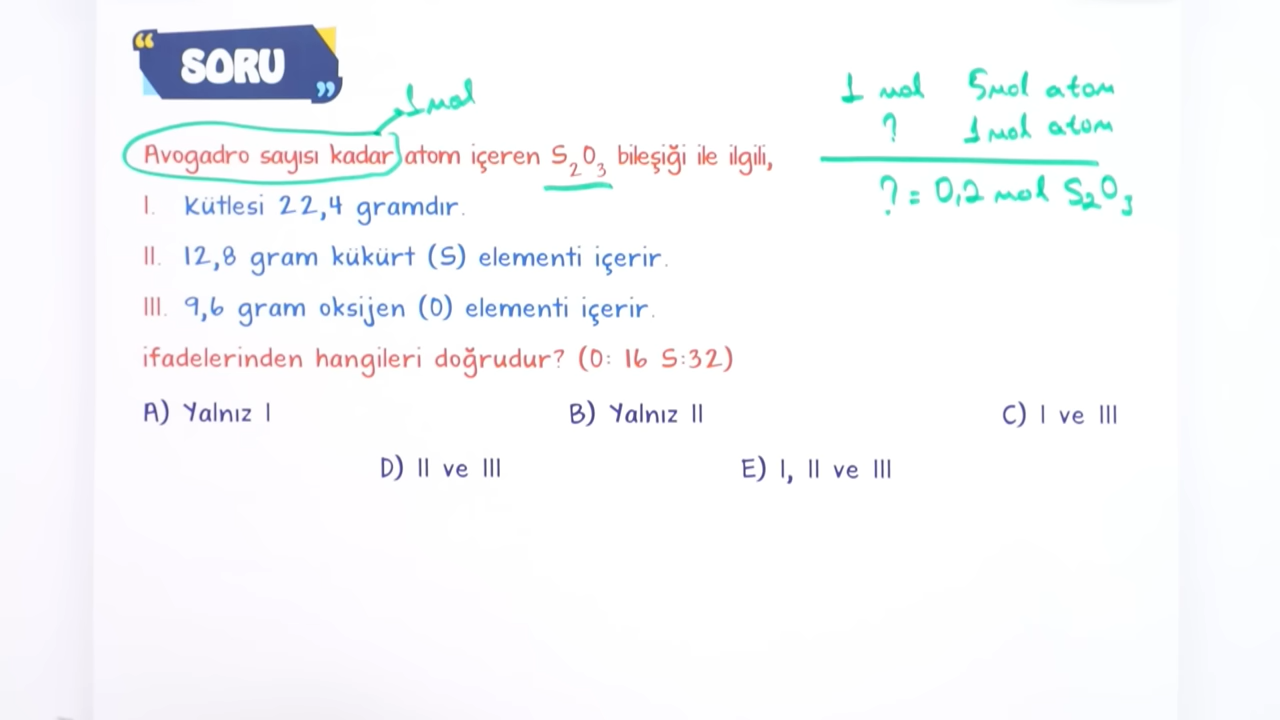 SORU
1 mol
1 mol 5mol atom
? 1 mol atom
? = 0,2 mol S₂O₃
Avogadro sayısı kadar atom içeren S₂O₃ bileşiği ile ilgili,
I. Kütlesi 22,4 gramdır.
II. 12,8 gram kükürt (S) elementi içerir.
III. 9,6 gram oksijen (O) elementi içerir.
ifadelerinden hangileri doğrudur? (O: 16 S:32)
A) Yalnız I B) Yalnız II C) I ve III
D) II ve III E) I, II ve III